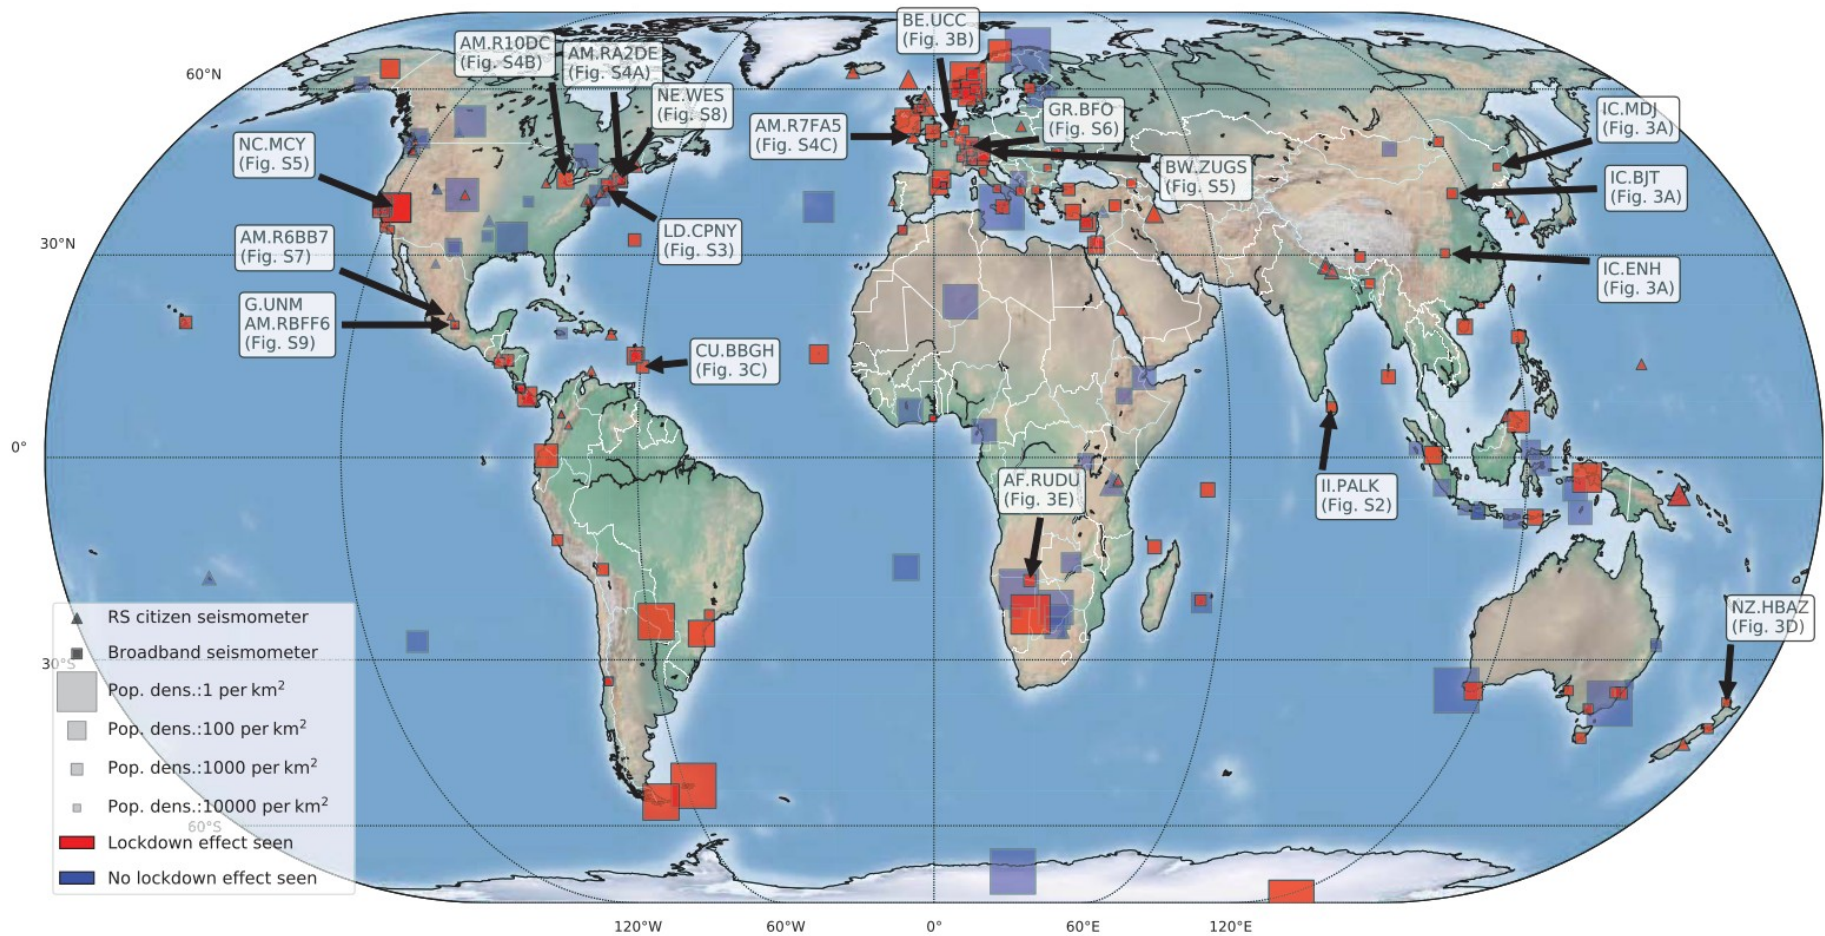 BE.UCC
(Fig. 3B)
AM.R10DC
(Fig. S4B)
AM.RA2DE
(Fig. S4A)
NE.WES
(Fig. S8)
60°N
AM.R7FA5
(Fig. S4C)
GR.BFO
(Fig. S6)
IC.MDJ
(Fig. 3A)
NC.MCY
(Fig. S5)
BW.ZUGS
(Fig. S5)
IC.BJT
(Fig. 3A)
LD.CPNY
(Fig. S3)
30°N
AM.R6BB7
(Fig. S7)
IC.ENH
(Fig. 3A)
G.UNM
AM.RBFF6
(Fig. S9)
CU.BBGH
(Fig. 3C)
0°
AF.RUDU
(Fig. 3E)
II.PALK
(Fig. S2)
NZ.HBAZ
(Fig. 3D)
RS citizen seismometer
Broadband seismometer
30°S
Pop. dens.:1 per km²
Pop. dens.:100 per km²
Pop. dens.:1000 per km²
Pop. dens.:10000 per km²
60°S
Lockdown effect seen
No lockdown effect seen
120°W 60°W 0° 60°E 120°E